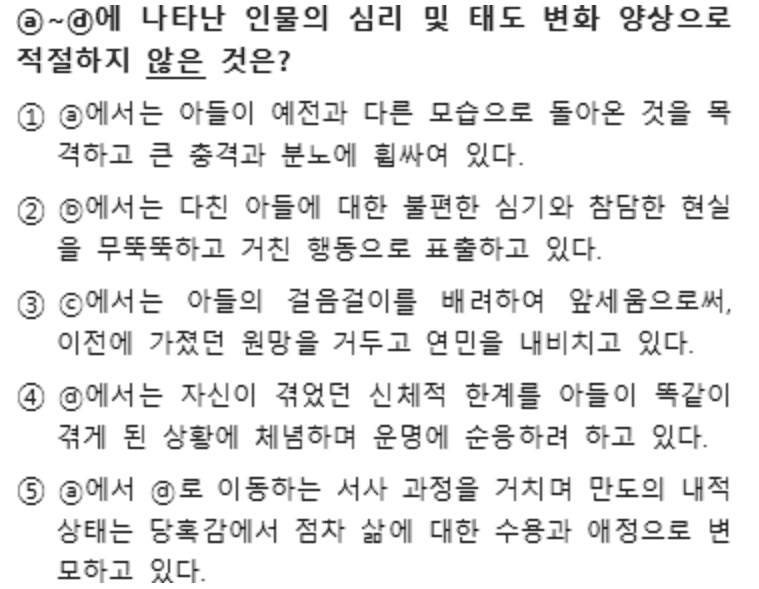 ⓐ~ⓓ에 나타난 인물의 심리 및 태도 변화 양상으로
적절하지 않은 것은?
① ⓐ에서는 아들이 예전과 다른 모습으로 돌아온 것을 목
격하고 큰 충격과 분노에 휩싸여 있다.
② ⓑ에서는 다친 아들에 대한 불편한 심기와 참담한 현실
을 무뚝뚝하고 거친 행동으로 표출하고 있다.
③ ⓒ에서는 아들의 걸음걸이를 배려하여 앞세움으로써,
이전에 가졌던 원망을 거두고 연민을 내비치고 있다.
④ ⓓ에서는 자신이 겪었던 신체적 한계를 아들이 똑같이
겪게 된 상황에 체념하며 운명에 순응하려 하고 있다.
⑤ ⓐ에서 ⓓ로 이동하는 서사 과정을 거치며 만도의 내적
상태는 당혹감에서 점차 삶에 대한 수용과 애정으로 변
모하고 있다.